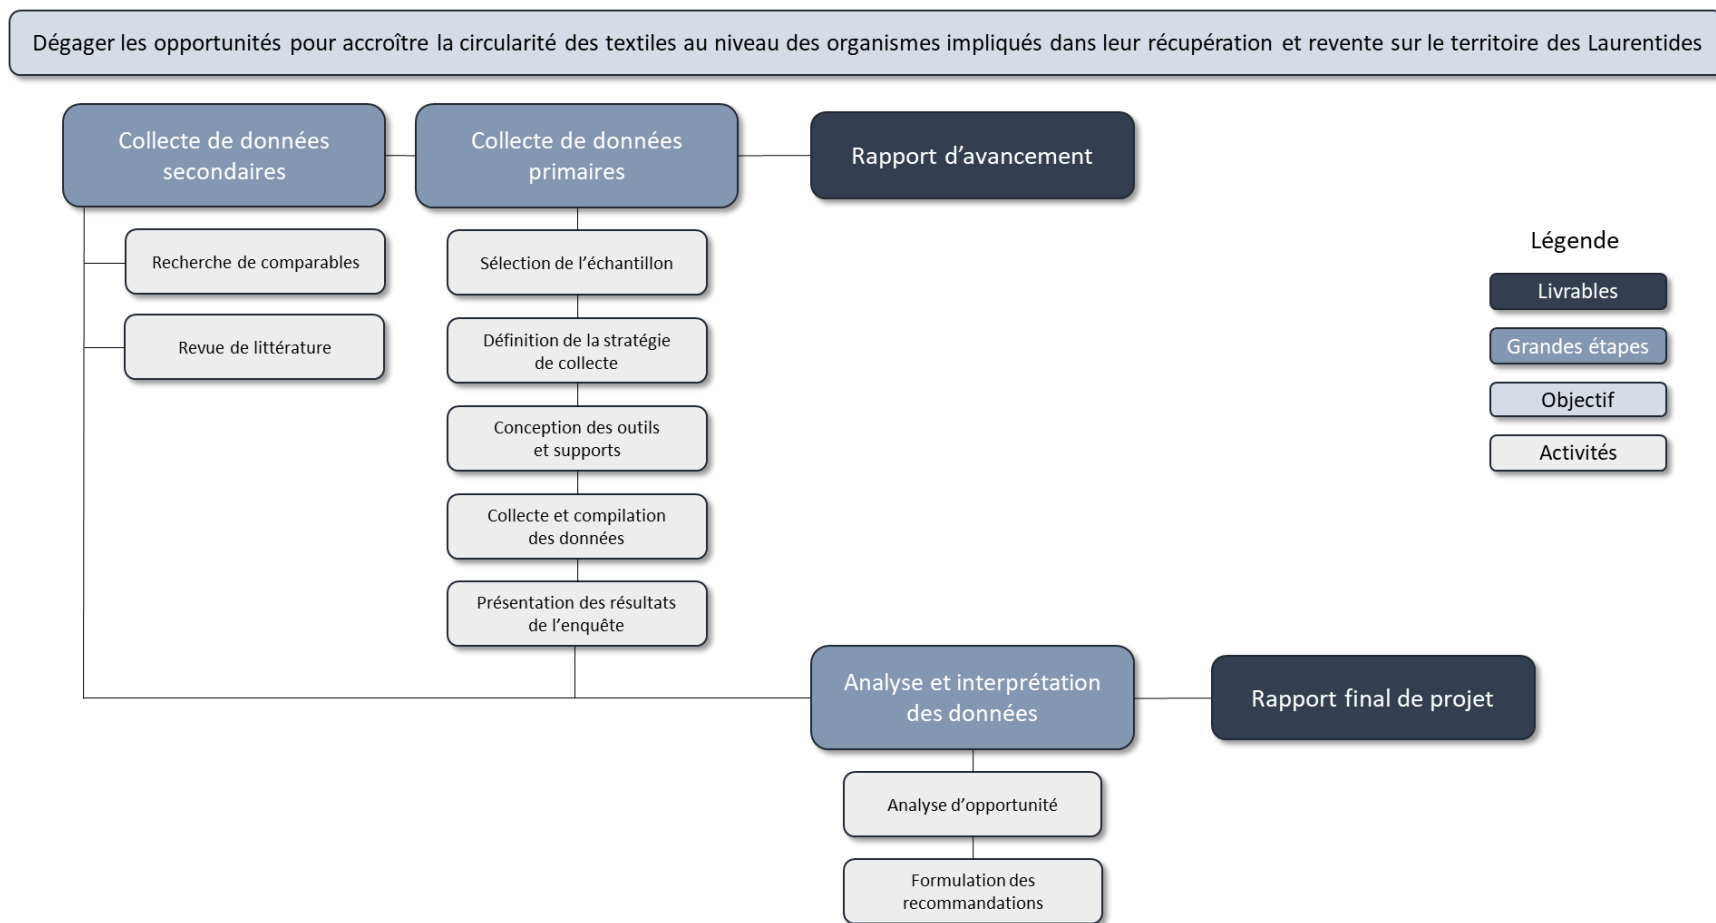 Dégager les opportunités pour accroître la circularité des textiles au niveau des organismes impliqués dans leur récupération et revente sur le territoire des Laurentides
Collecte de données
secondaires
Collecte de données
primaires
Rapport d'avancement
Recherche de comparables
Revue de littérature
Sélection de l'échantillon
Définition de la stratégie
de collecte
Conception des outils
et supports
Collecte et compilation
des données
Présentation des résultats
de l'enquête
Légende
Livrables
Grandes étapes
Objectif
Activités
Analyse et interprétation
des données
Rapport final de projet
Analyse d'opportunité
Formulation des
recommandations